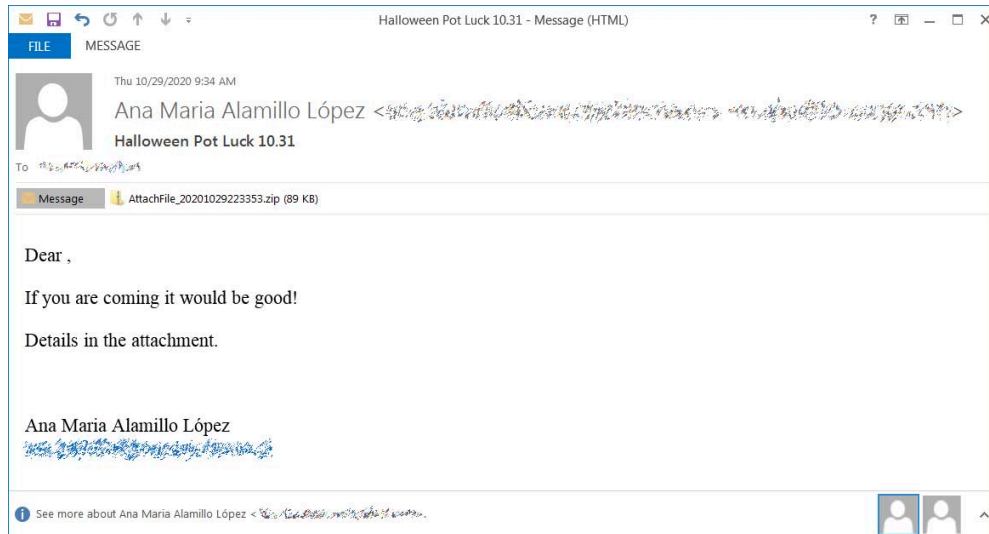 Halloween Pot Luck 10.31 - Message (HTML)
FILE MESSAGE
Thu 10/29/2020 9:34 AM
Ana Maria Alamillo López <
Halloween Pot Luck 10.31
To
Message AttachFile_20201029223353.zip (89 KB)
Dear ,
If you are coming it would be good!
Details in the attachment.
Ana Maria Alamillo López
See more about Ana Maria Alamillo López <